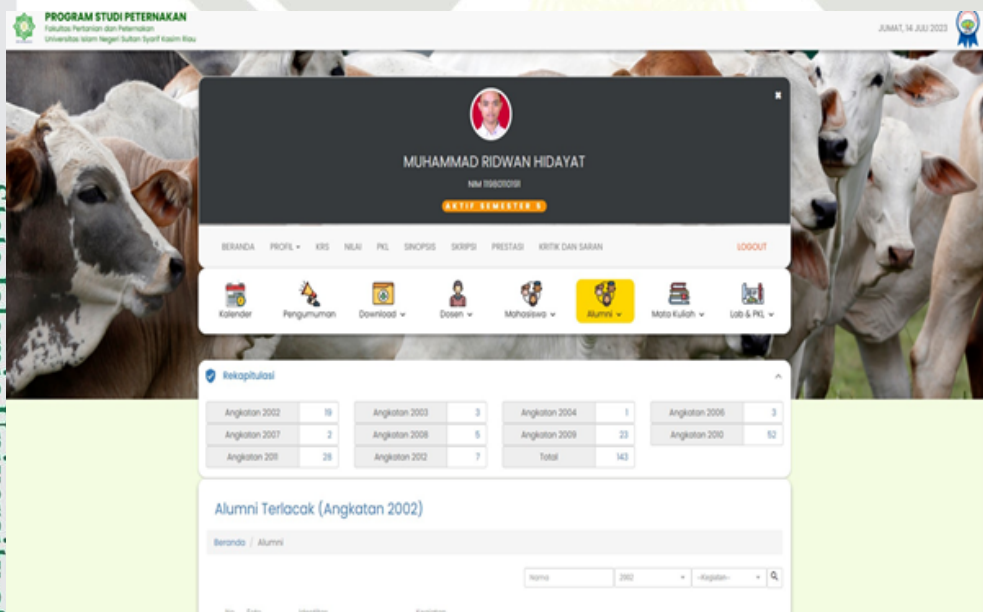 PROGRAM STUDI PETERNAKAN
Fakultas Pertanian dan Peternakan
Universitas Islam Negeri Sultan Syarif Kasim Riau
JUMAT, 14 JULI 2023
MUHAMMAD RIDWAN HIDAYAT
NIM 11980110191
AKTIF SEMESTER 5
BERANDA PROFIL KRS NILAI PKL SINOPSIS SKRIPSI PRESTASI KRITIK DAN SARAN LOGOUT
Kalender Pengumuman Download Dosen Mahasiswa Alumni Mata Kuliah Lab & PKL
Rekapitulasi
Angkatan 2002 19 Angkatan 2003 3 Angkatan 2004 1 Angkatan 2006 3
Angkatan 2007 2 Angkatan 2008 5 Angkatan 2009 23 Angkatan 2010 52
Angkatan 2011 28 Angkatan 2012 7 Total 143
Alumni Terlacak (Angkatan 2002)
Beranda / Alumni
Nama 2002 -Kegiatan-